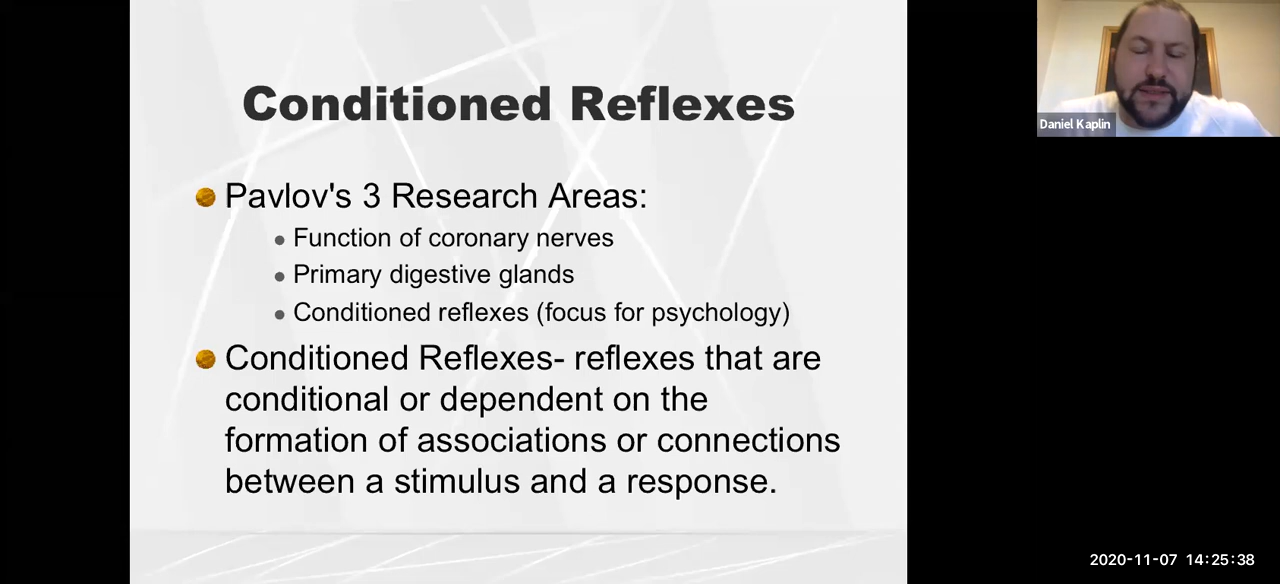 Conditioned Reflexes
Pavlov's 3 Research Areas:
Function of coronary nerves
Primary digestive glands
Conditioned reflexes (focus for psychology)
Conditioned Reflexes- reflexes that are
conditional or dependent on the
formation of associations or connections
between a stimulus and a response.
Daniel Kaplin
2020-11-07 14:25:38